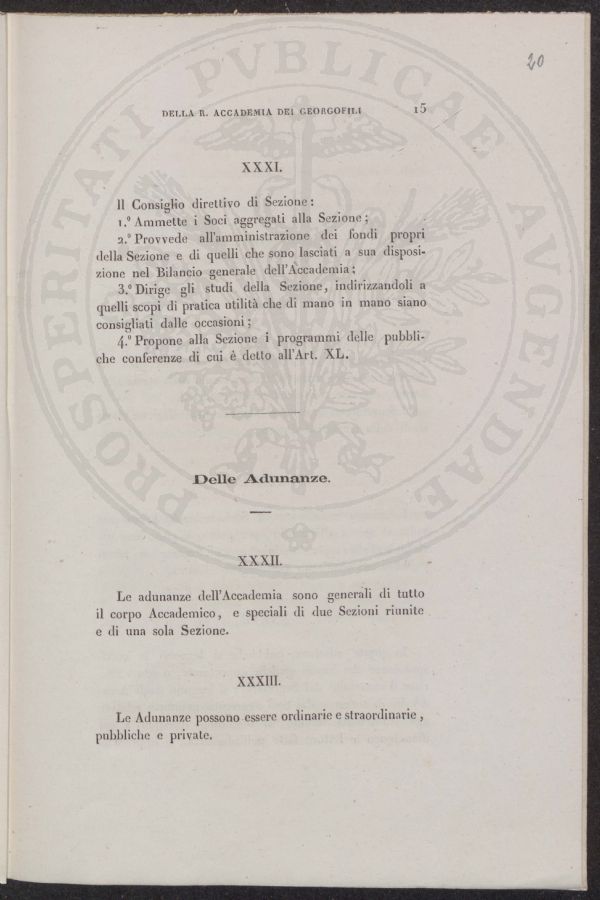 20
DELLA R. ACCADEMIA DEI GEORGOFILI 15
PROSPERITATI PUBLICAE AUGENDAE
XXXI.
Il Consiglio direttivo di Sezione:
1.° Ammette i Soci aggregati alla Sezione;
2.° Provvede all'amministrazione dei fondi propri
della Sezione e di quelli che sono lasciati a sua disposi-
zione nel Bilancio generale dell'Accademia;
3.° Dirige gli studi della Sezione, indirizzandoli a
quelli scopi di pratica utilità che di mano in mano siano
consigliati dalle occasioni;
4.° Propone alla Sezione i programmi delle pubbli-
che conferenze di cui è detto all'Art. XL.
Delle Adunanze.
XXXII.
Le adunanze dell'Accademia sono generali di tutto
il corpo Accademico, e speciali di due Sezioni riunite
e di una sola Sezione.
XXXIII.
Le Adunanze possono essere ordinarie e straordinarie,
pubbliche e private.